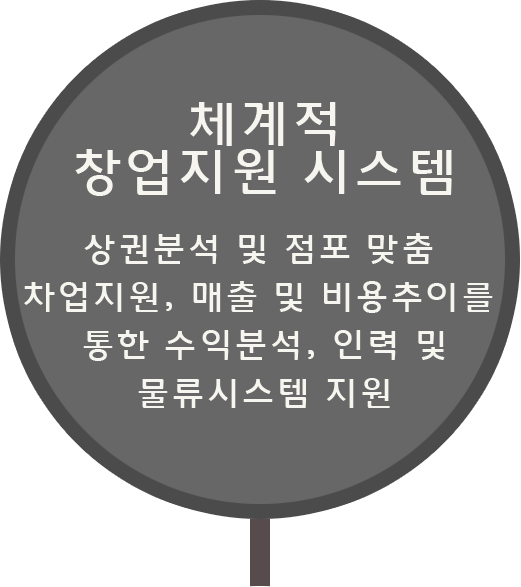 체계적
창업지원 시스템
상권분석 및 점포 맞춤
차업지원, 매출 및 비용추이를
통한 수익분석, 인력 및
물류시스템 지원